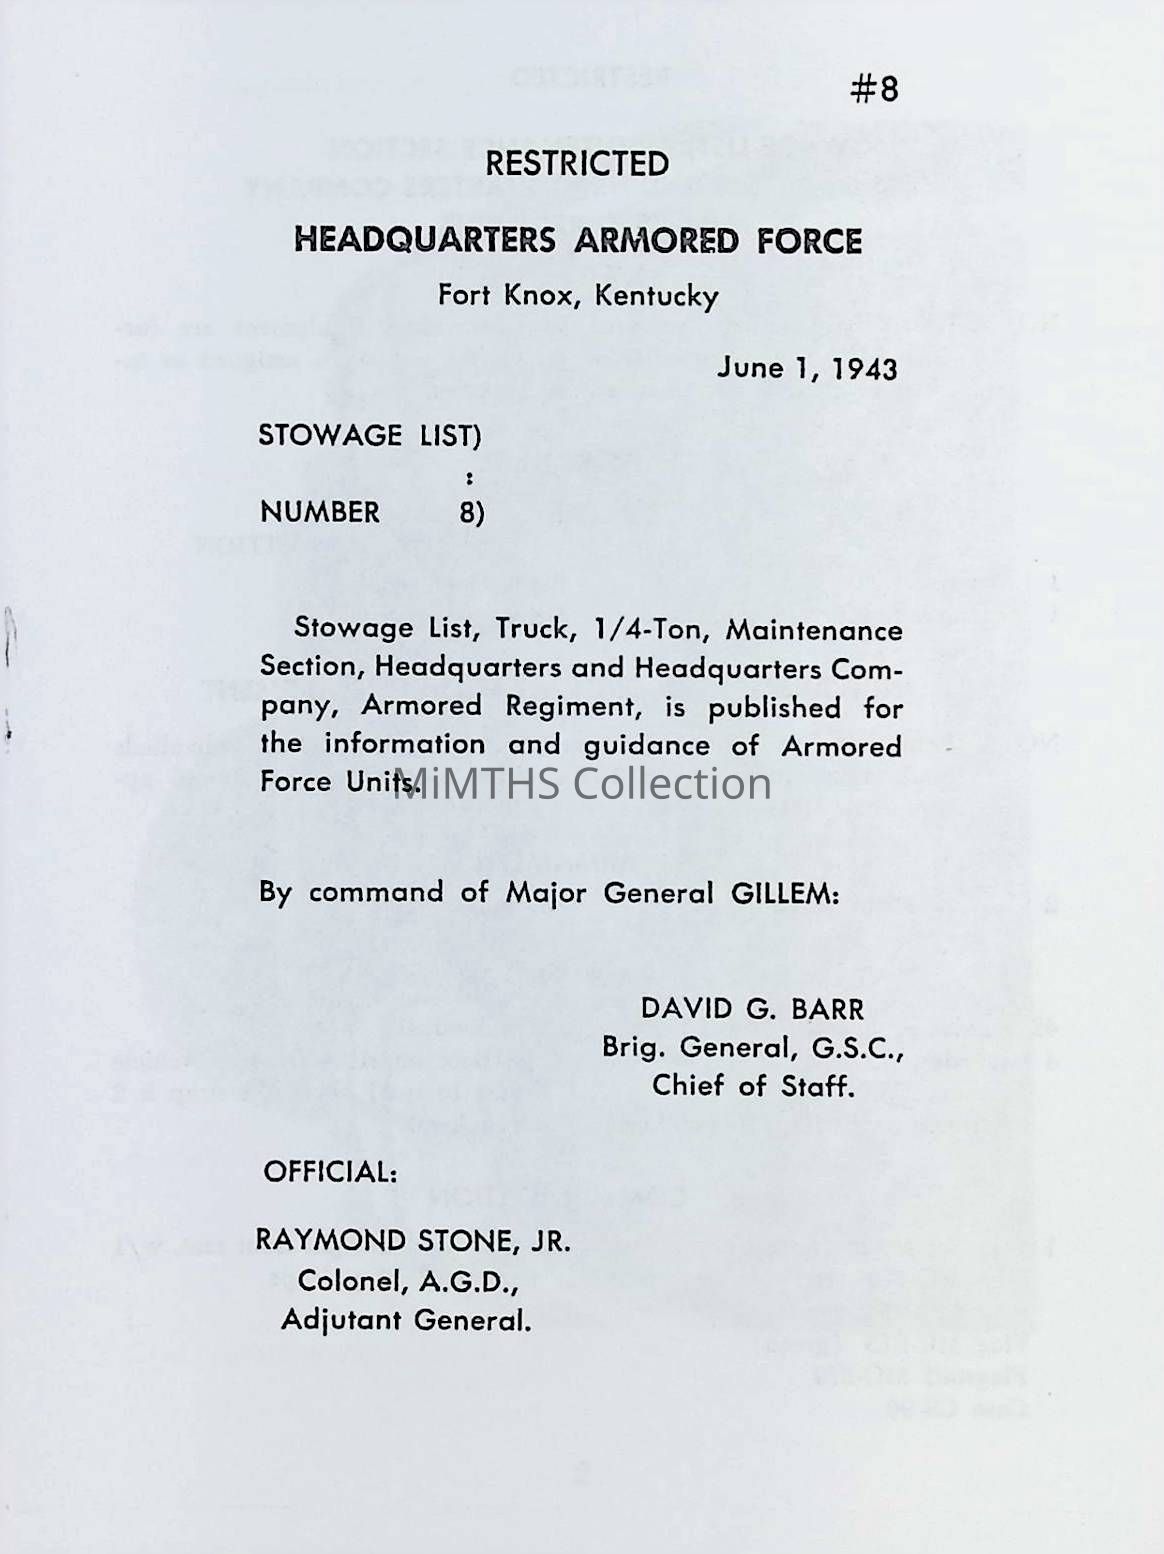 #8
RESTRICTED
HEADQUARTERS ARMORED FORCE
Fort Knox, Kentucky
June 1, 1943
STOWAGE LIST)
:
NUMBER 8)
Stowage List, Truck, 1/4-Ton, Maintenance
Section, Headquarters and Headquarters Com-
pany, Armored Regiment, is published for
the information and guidance of Armored
Force Units.
MiMTHS Collection
By command of Major General GILLEM:
DAVID G. BARR
Brig. General, G.S.C.,
Chief of Staff.
OFFICIAL:
RAYMOND STONE, JR.
Colonel, A.G.D.,
Adjutant General.